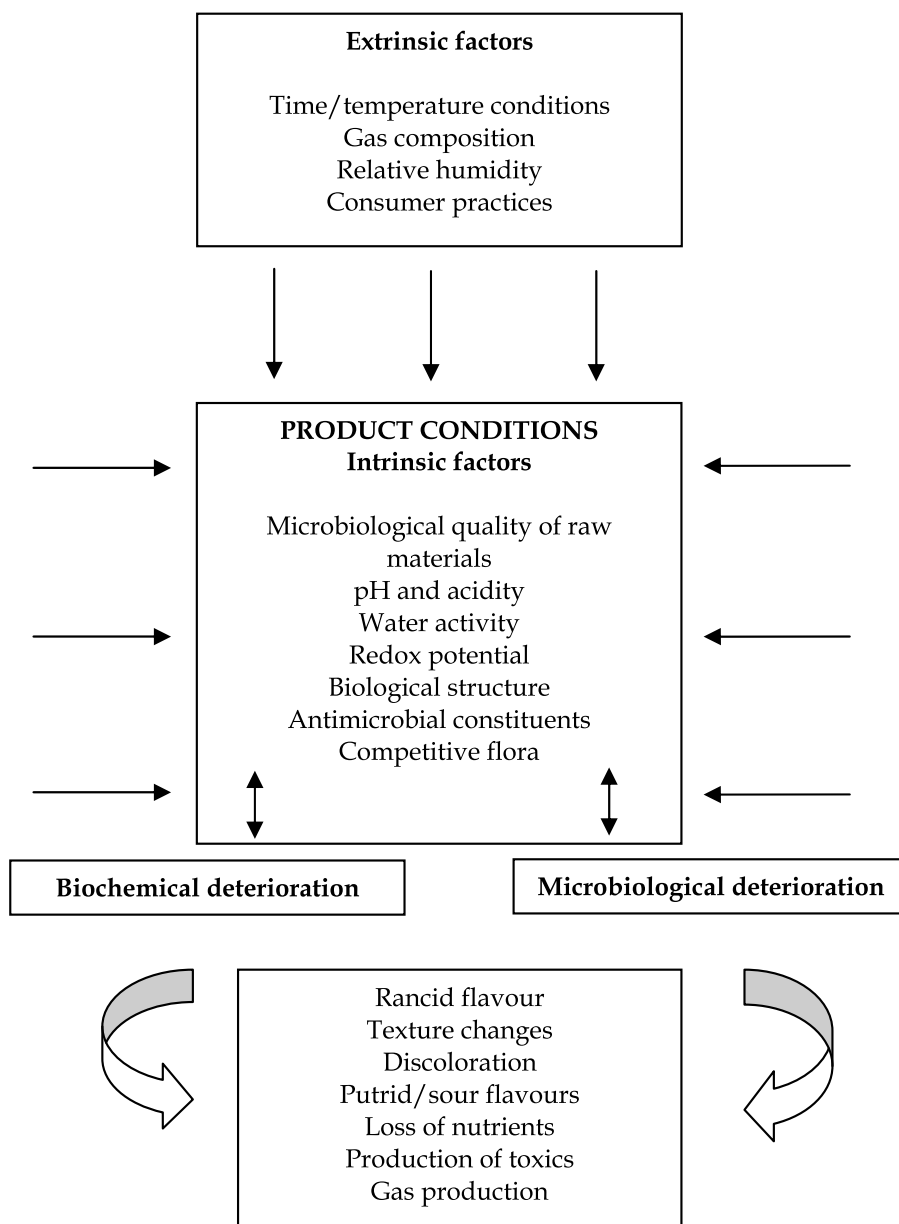 Extrinsic factors
Time/temperature conditions
Gas composition
Relative humidity
Consumer practices
PRODUCT CONDITIONS
Intrinsic factors
Microbiological quality of raw
materials
pH and acidity
Water activity
Redox potential
Biological structure
Antimicrobial constituents
Competitive flora
Biochemical deterioration
Microbiological deterioration
Rancid flavour
Texture changes
Discoloration
Putrid/sour flavours
Loss of nutrients
Production of toxics
Gas production